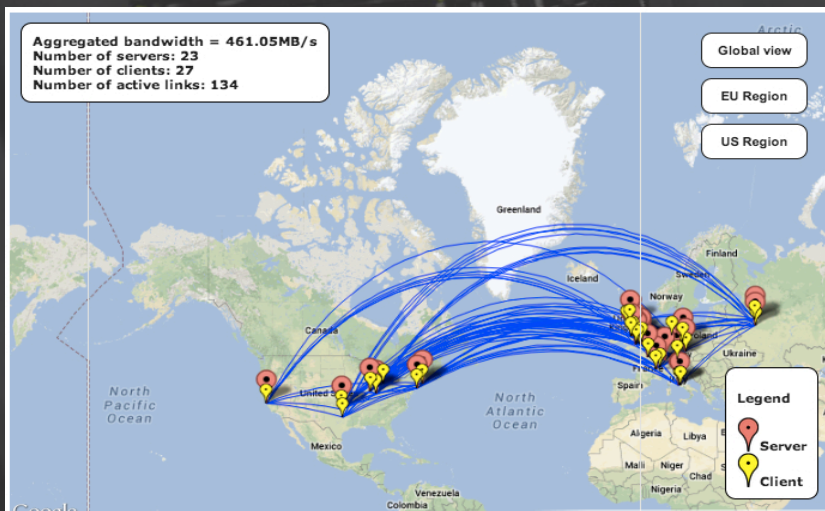 Aggregated bandwidth = 461.05MB/s
Number of servers: 23
Number of clients: 27
Number of active links: 134
Global view
EU Region
US Region
Arctic
Greenland
Finland
Iceland
Sweden
Norway
Canada
Poland
Ukraine
France
United
Spain
North
Pacific
Ocean
North
Atlantic
Ocean
Mexico
Algeria
Libya
Mali
Niger
Chad
Nigeria
Venezuela
Colombia
Legend
Server
Client
Google